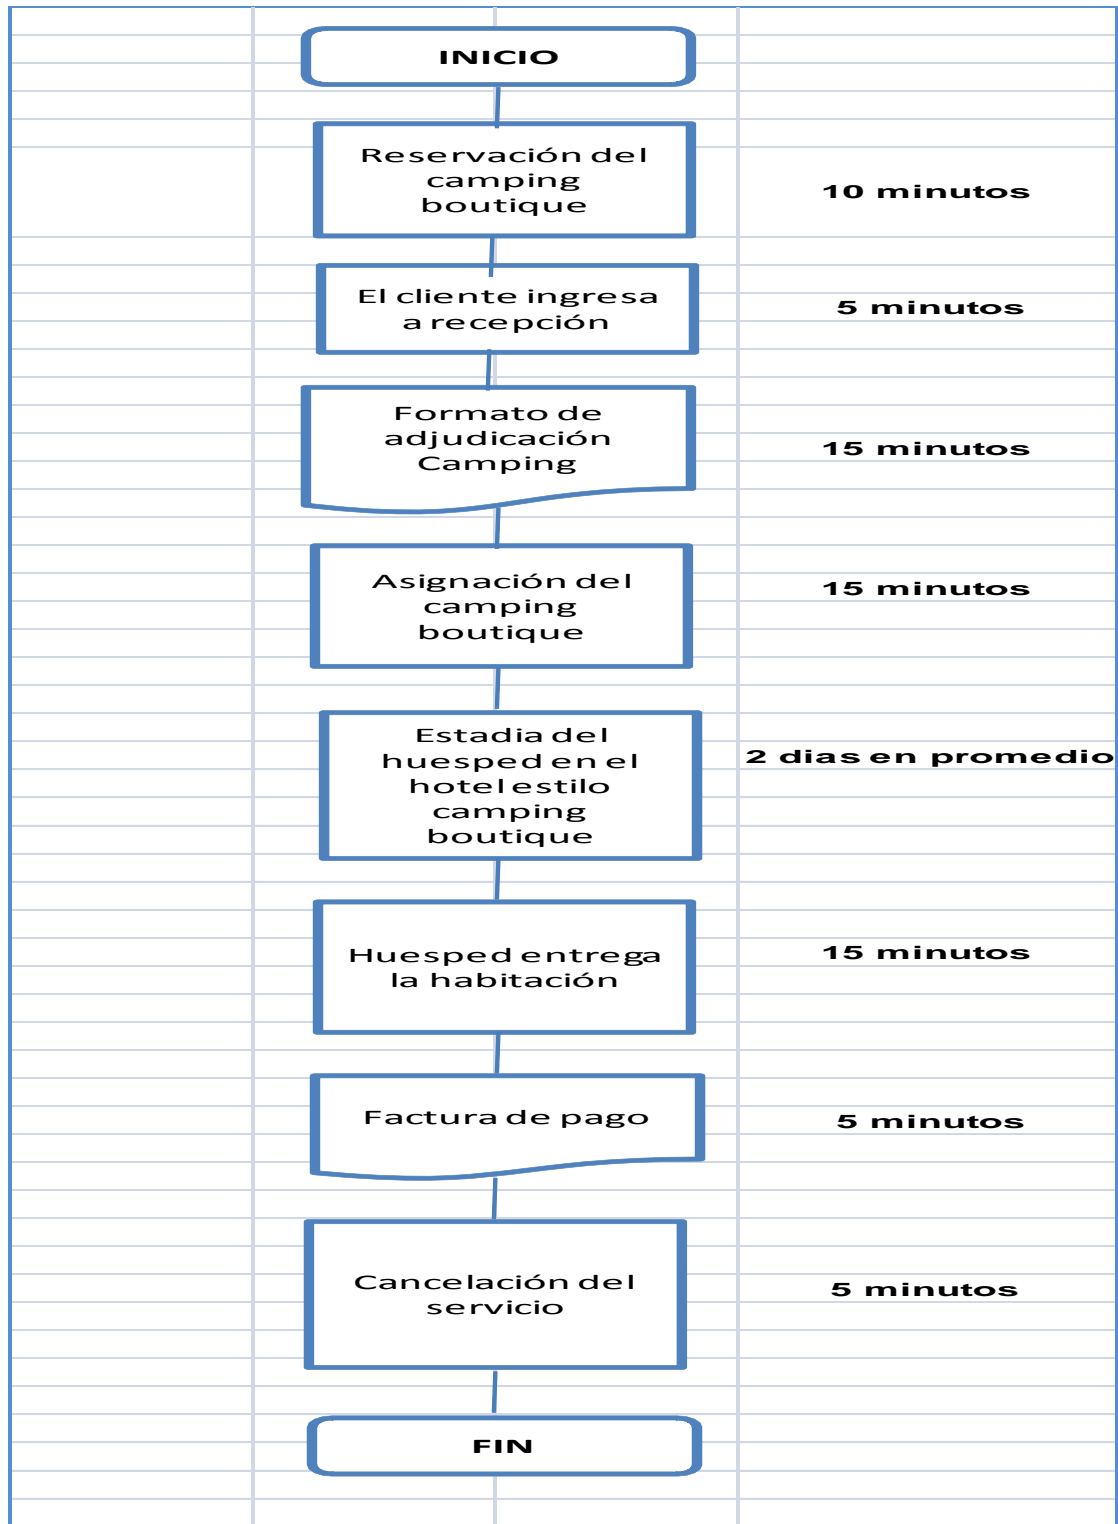 INICIO
Reservación del
camping
boutique
10 minutos
El cliente ingresa
a recepción
5 minutos
Formato de
adjudicación
Camping
15 minutos
Asignación del
camping
boutique
15 minutos
Estadia del
huesped en el
hotel estilo
camping
boutique
2 dias en promedio
Huesped entrega
la habitación
15 minutos
Factura de pago
5 minutos
Cancelación del
servicio
5 minutos
FIN